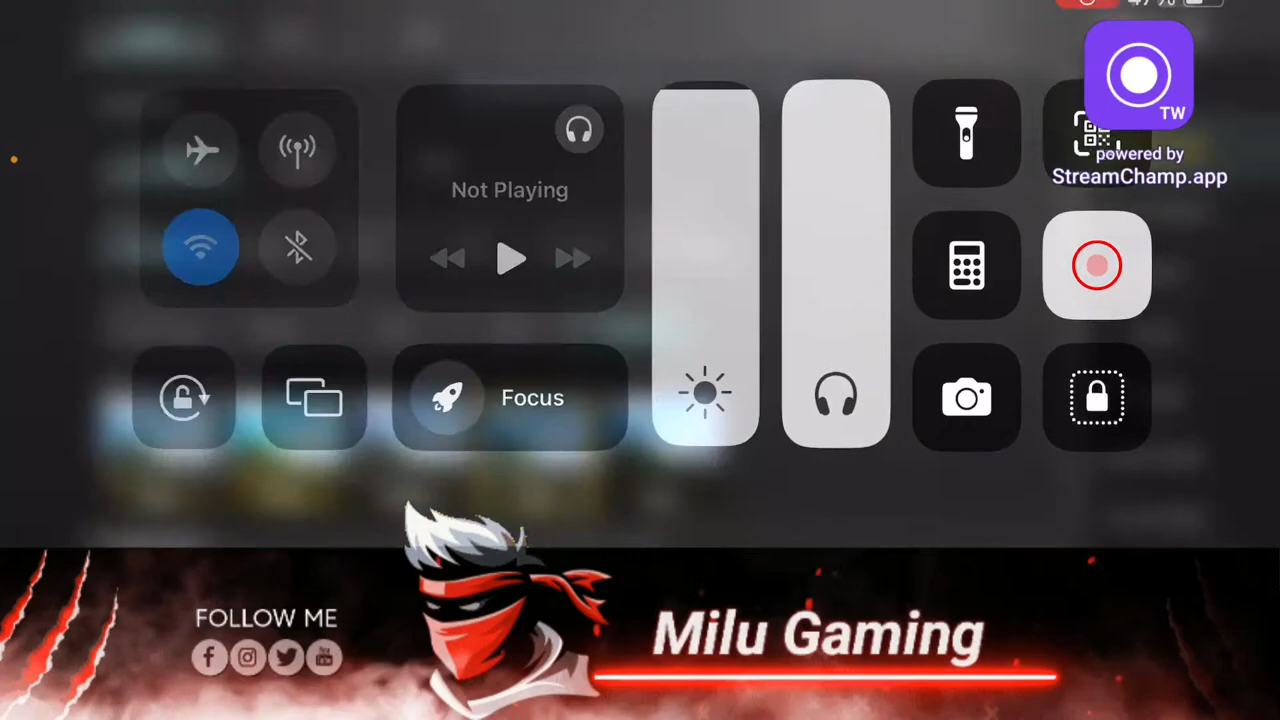 TW
powered by
StreamChamp.app
Not Playing
Focus
FOLLOW ME
Milu Gaming